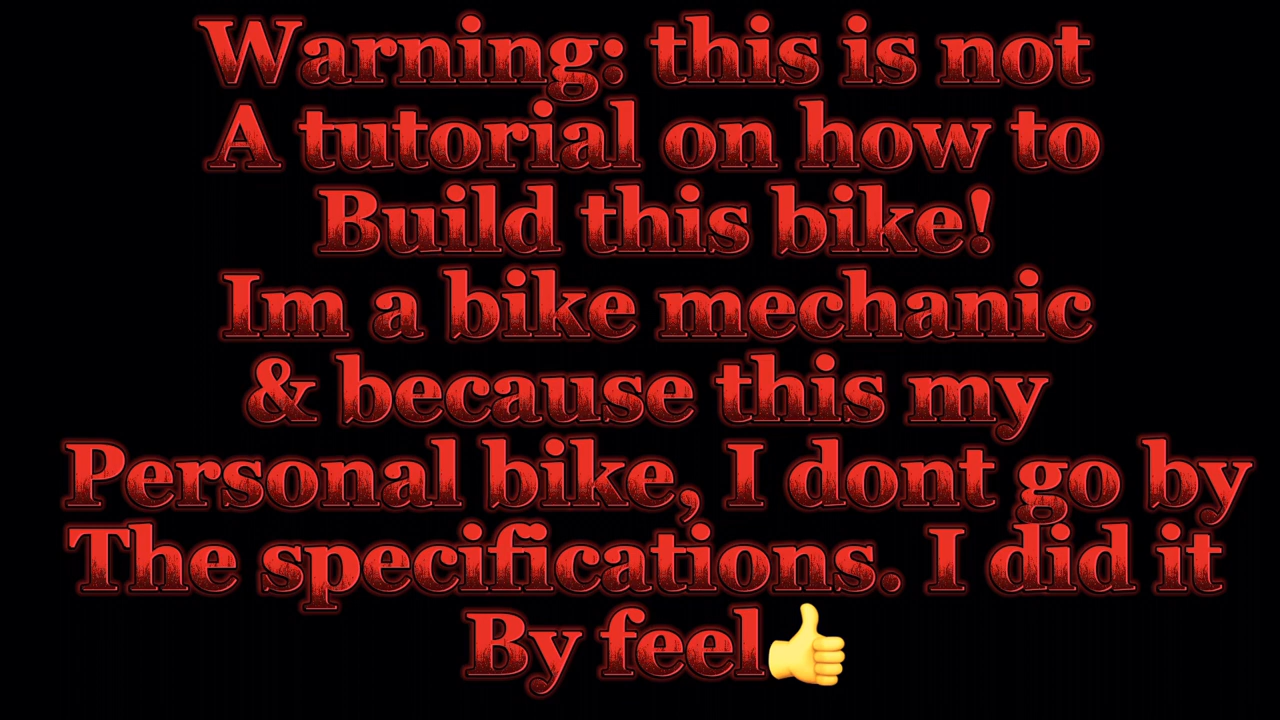 Warning: this is not
A tutorial on how to
Build this bike!
Im a bike mechanic
& because this my
Personal bike, I dont go by
The specifications. I did it
By feel👍